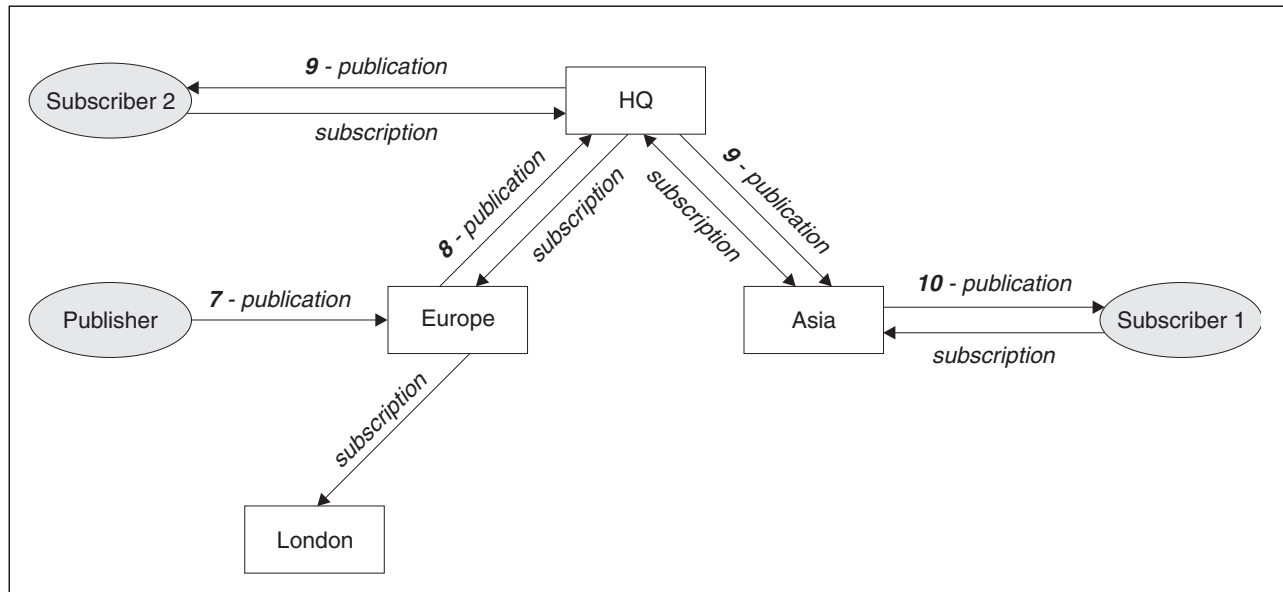 9 - publication
Subscriber 2
HQ
subscription
9 - publication
8 - publication
subscription
subscription
7 - publication
10 - publication
Publisher
Europe
Asia
Subscriber 1
subscription
subscription
London